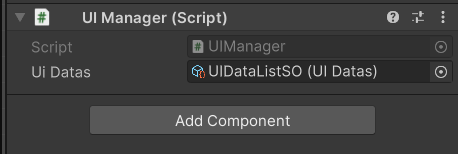 UI Manager (Script)
Script UIManager
Ui Datas UIDataListSO (UI Datas)
Add Component